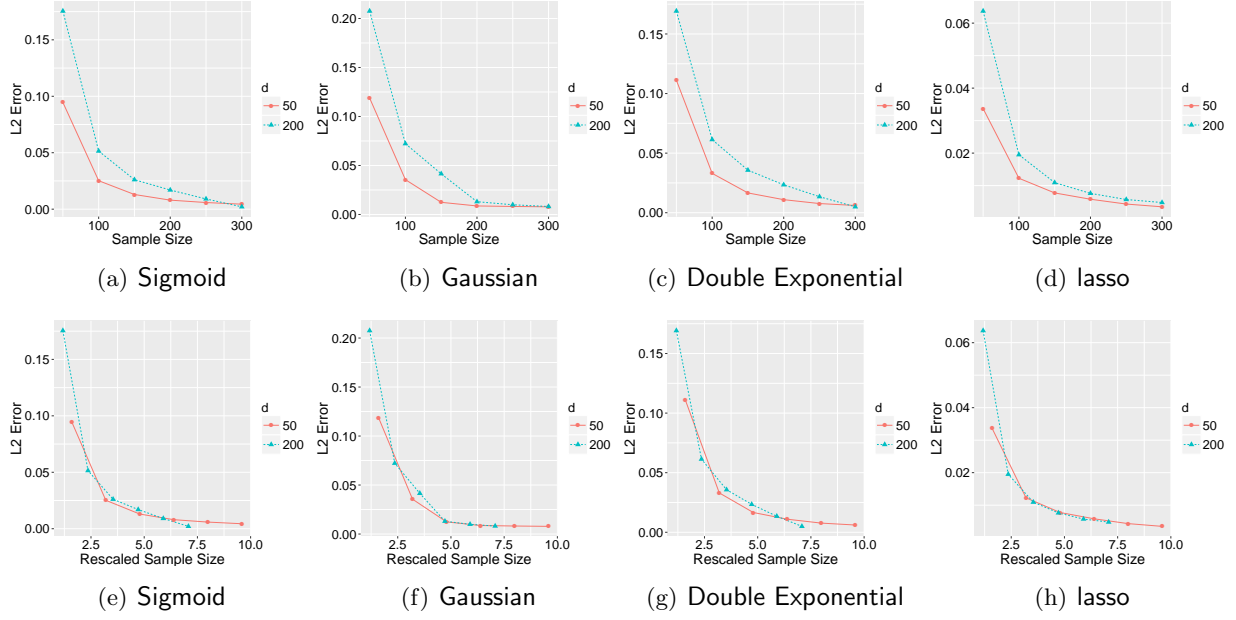 0.15
0.10
0.05
0.00
L2 Error
100
200
300
Sample Size
d
50
200
(a) Sigmoid
0.20
0.15
0.10
0.05
0.00
L2 Error
100
200
300
Sample Size
d
50
200
(b) Gaussian
0.15
0.10
0.05
0.00
L2 Error
100
200
300
Sample Size
d
50
200
(c) Double Exponential
0.06
0.04
0.02
L2 Error
100
200
300
Sample Size
d
50
200
(d) lasso
0.15
0.10
0.05
0.00
L2 Error
2.5
5.0
7.5
10.0
Rescaled Sample Size
d
50
200
(e) Sigmoid
0.20
0.15
0.10
0.05
0.00
L2 Error
2.5
5.0
7.5
10.0
Rescaled Sample Size
d
50
200
(f) Gaussian
0.15
0.10
0.05
0.00
L2 Error
2.5
5.0
7.5
10.0
Rescaled Sample Size
d
50
200
(g) Double Exponential
0.06
0.04
0.02
L2 Error
2.5
5.0
7.5
10.0
Rescaled Sample Size
d
50
200
(h) lasso